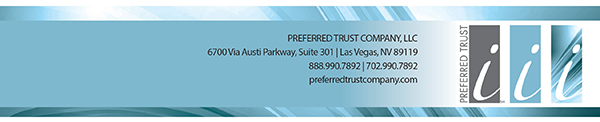 PREFERRED TRUST COMPANY, LLC
6700 Via Austi Parkway, Suite 301 | Las Vegas, NV 89119
888.990.7892 | 702.990.7892
preferredtrustcompany.com
PREFERRED TRUST
i i i